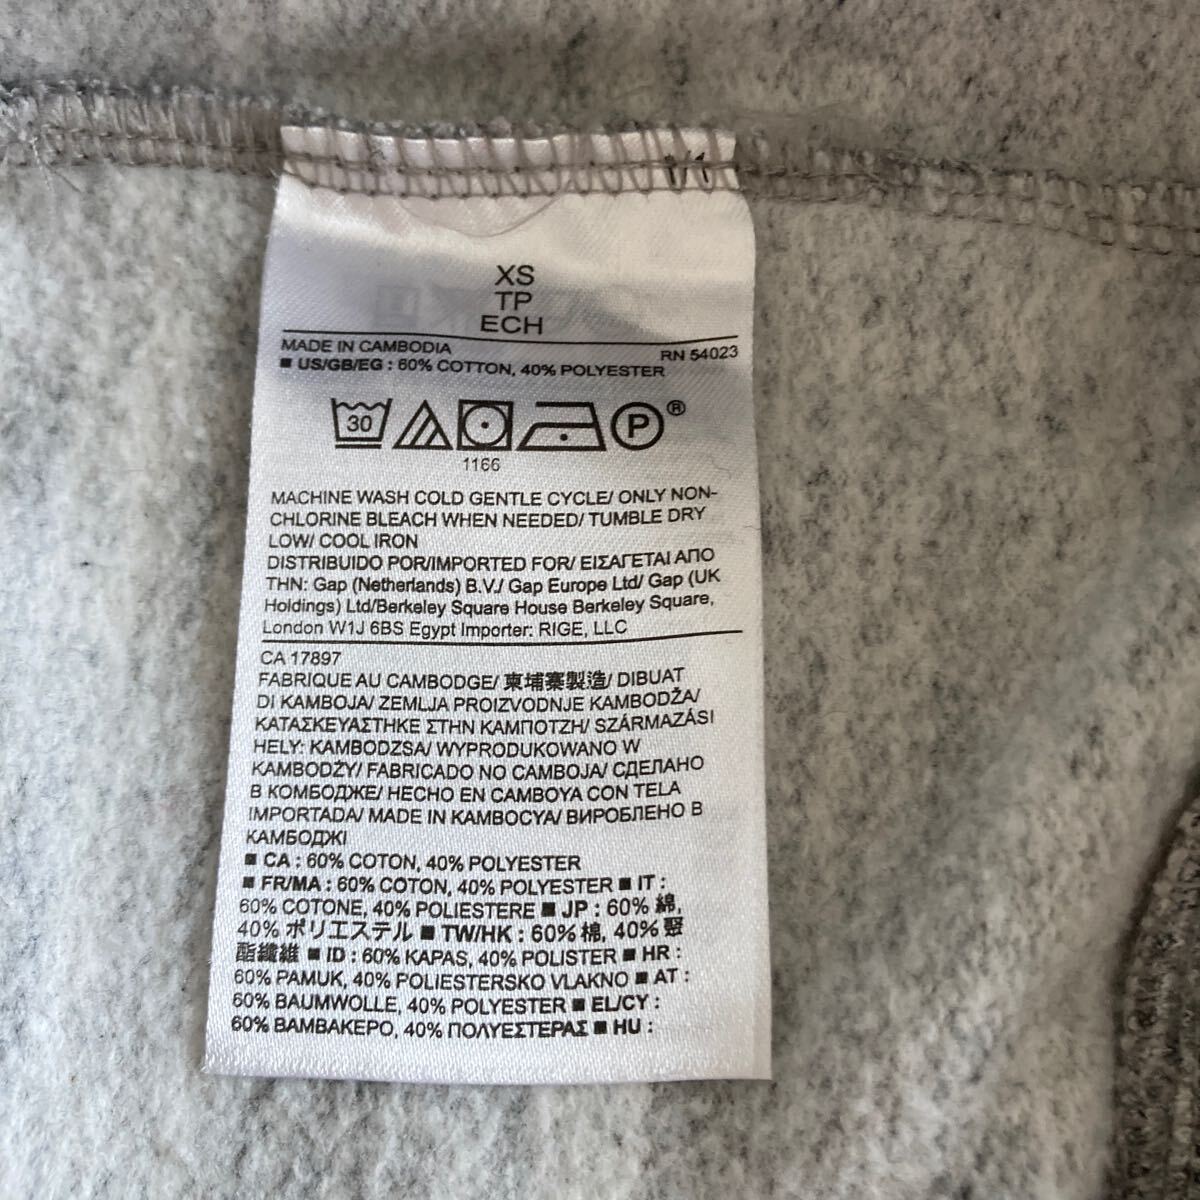 1/1
XS
TP
ECH
MADE IN CAMBODIA RN 54023
■ US/GB/EG : 60% COTTON, 40% POLYESTER
30 P ®
1166
MACHINE WASH COLD GENTLE CYCLE/ ONLY NON-
CHLORINE BLEACH WHEN NEEDED/ TUMBLE DRY
LOW/ COOL IRON
DISTRIBUIDO POR/IMPORTED FOR/ ΕΙΣΑΓΕΤΑΙ ΑΠΟ
ΤΗΝ: Gap (Netherlands) B.V./ Gap Europe Ltd/ Gap (UK
Holdings) Ltd/Berkeley Square House Berkeley Square,
London W1J 6BS Egypt Importer: RIGE, LLC
CA 17897
FABRIQUE AU CAMBODGE/ 柬埔寨製造/ DIBUAT
DI KAMBOJA/ ZEMLJA PROIZVODNJE KAMBODŽA/
ΚΑΤΑΣΚΕΥΑΣΤΗΚΕ ΣΤΗΝ ΚΑΜΠΟΤΖΗ/ SZÁRMAZÁSI
HELY: KAMBODZSA/ WYPRODUKOWANO W
KAMBODŻY/ FABRICADO NO CAMBOJA/ СДЕЛАНО
В КОМБОДЖЕ/ HECHO EN CAMBOYA CON TELA
IMPORTADA/ MADE IN KAMBOCYA/ ВИРОБЛЕНО В
КАМБОДЖІ
■ CA : 60% COTON, 40% POLYESTER
■ FR/MA : 60% COTON, 40% POLYESTER ■ IT :
60% COTONE, 40% POLIESTERE ■ JP : 60% 綿,
40% ポリエステル ■ TW/HK : 60% 棉, 40% 聚
酯纖維 ■ ID : 60% KAPAS, 40% POLISTER ■ HR :
60% PAMUK, 40% POLIESTERSKO VLAKNO ■ AT :
60% BAUMWOLLE, 40% POLYESTER ■ EL/CY :
60% ΒΑΜΒΑΚΕΡΟ, 40% ΠΟΛΥΕΣΤΕΡΑΣ ■ HU :